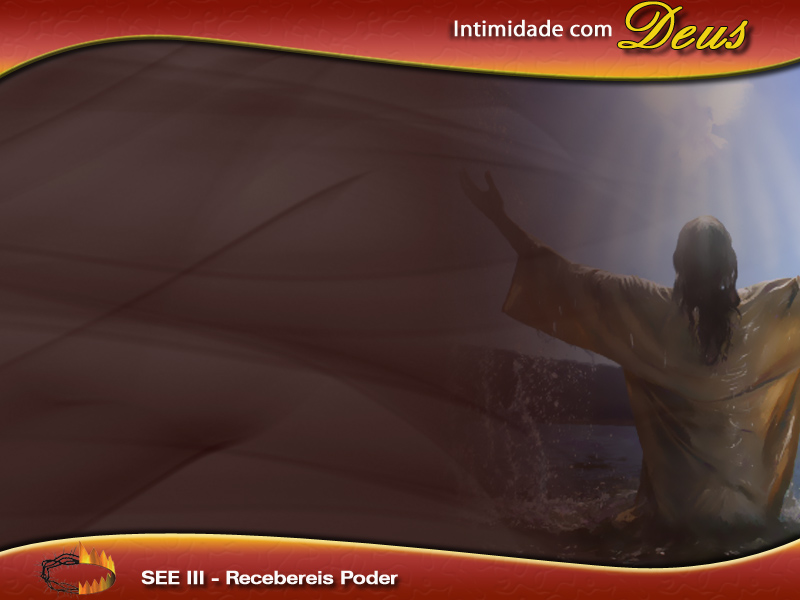 Intimidade com Deus
SEE III - Recebereis Poder